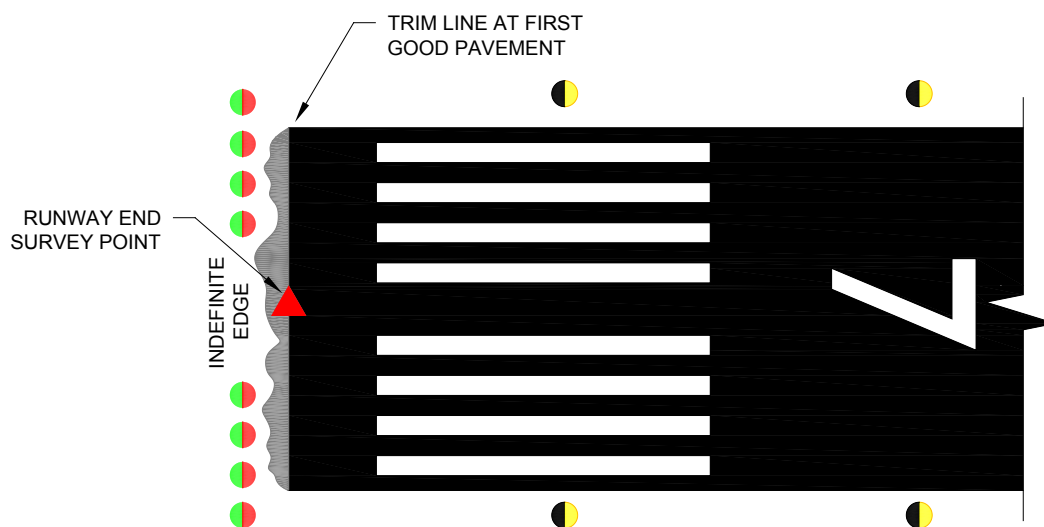 TRIM LINE AT FIRST
GOOD PAVEMENT
RUNWAY END
SURVEY POINT
INDEFINITE
EDGE